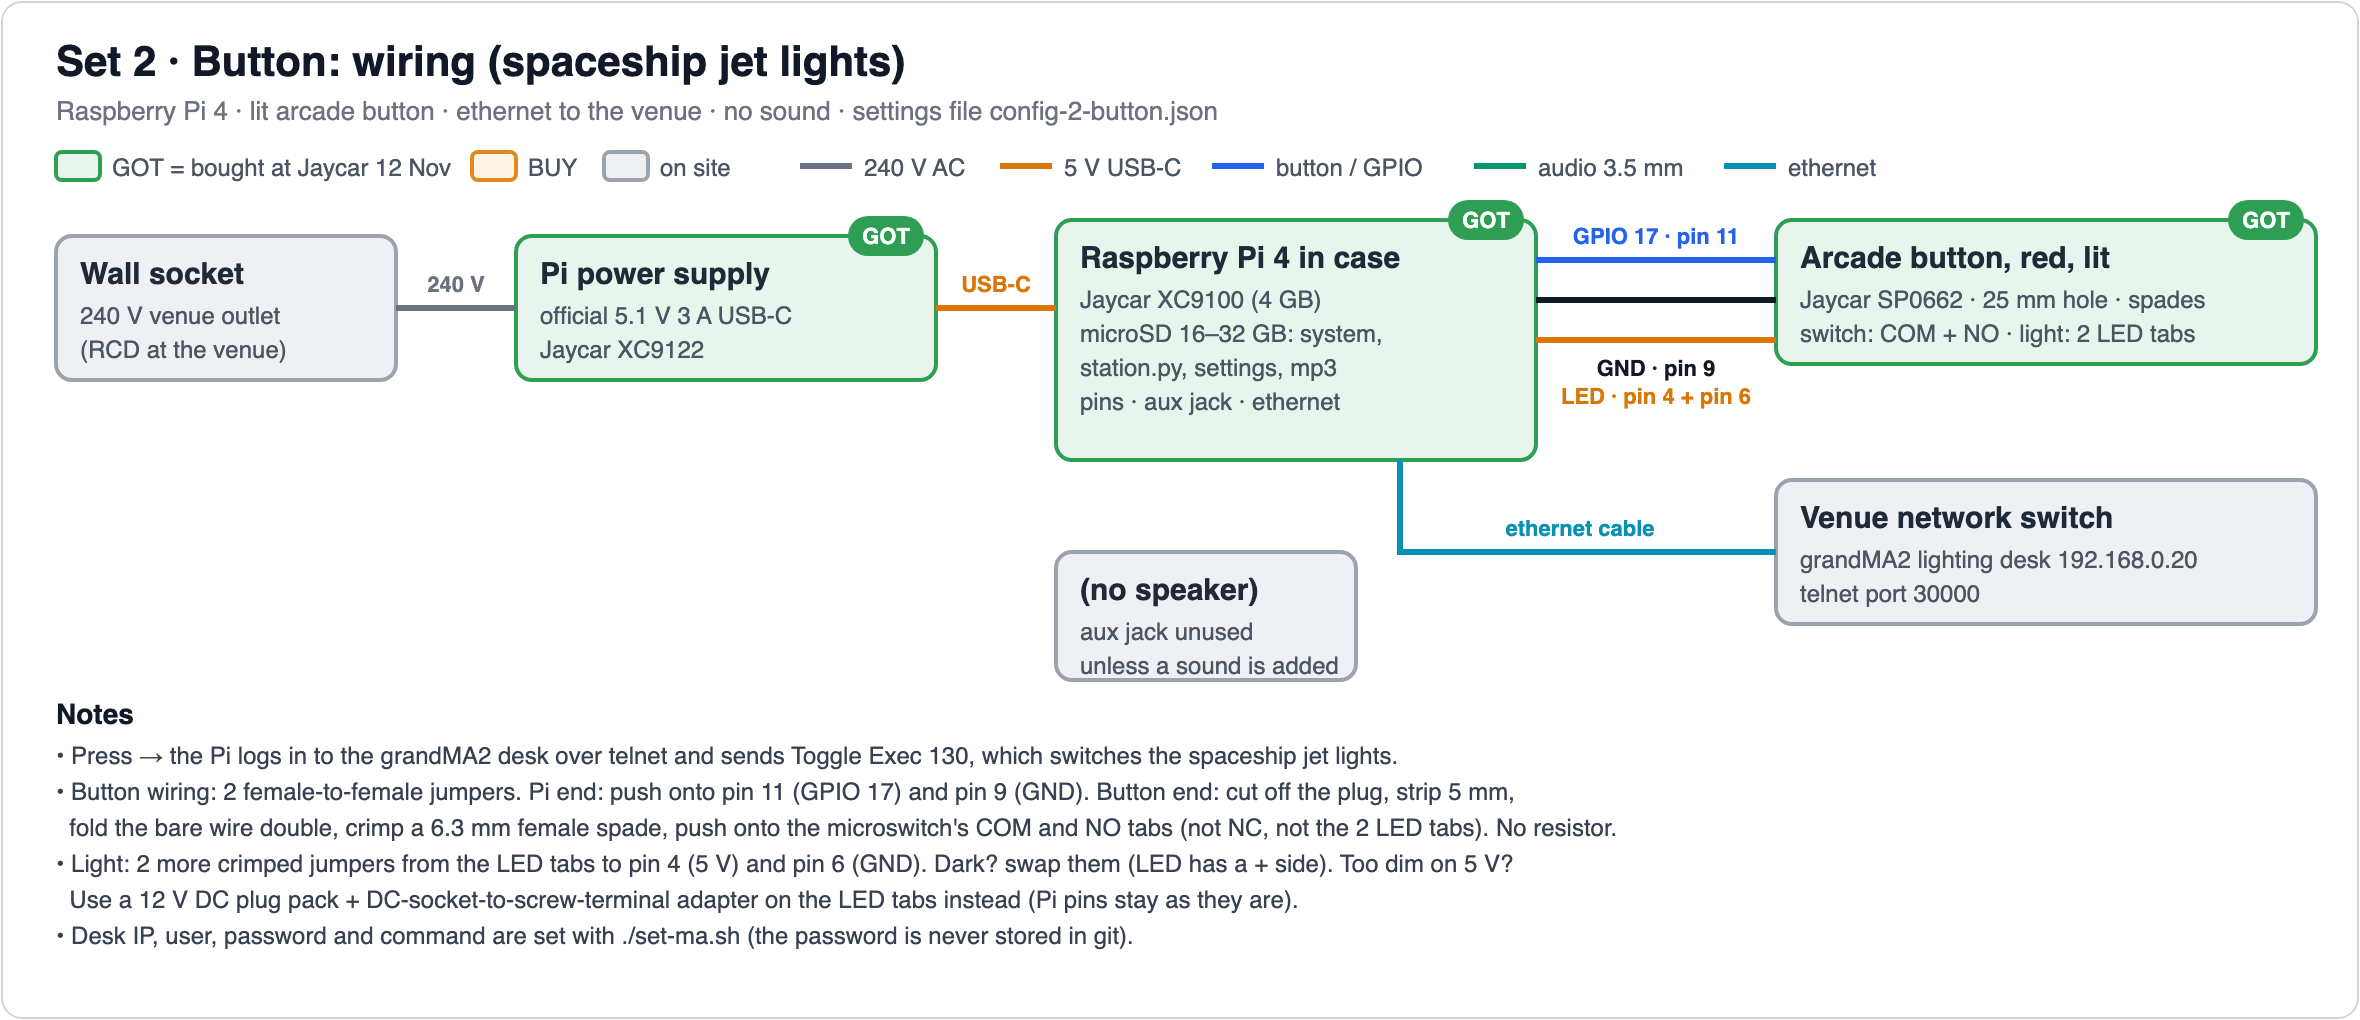 Set 2 · Button: wiring (spaceship jet lights)
Raspberry Pi 4 · lit arcade button · ethernet to the venue · no sound · settings file config-2-button.json
GOT = bought at Jaycar 12 Nov
BUY
on site
240 V AC
5 V USB-C
button / GPIO
audio 3.5 mm
ethernet
Wall socket
240 V venue outlet
(RCD at the venue)
240 V
GOT
Pi power supply
official 5.1 V 3 A USB-C
Jaycar XC9122
USB-C
GOT
Raspberry Pi 4 in case
Jaycar XC9100 (4 GB)
microSD 16–32 GB: system,
station.py, settings, mp3
pins · aux jack · ethernet
GPIO 17 · pin 11
GND · pin 9
LED · pin 4 + pin 6
GOT
Arcade button, red, lit
Jaycar SP0662 · 25 mm hole · spades
switch: COM + NO · light: 2 LED tabs
ethernet cable
Venue network switch
grandMA2 lighting desk 192.168.0.20
telnet port 30000
(no speaker)
aux jack unused
unless a sound is added
Notes
• Press → the Pi logs in to the grandMA2 desk over telnet and sends Toggle Exec 130, which switches the spaceship jet lights.
• Button wiring: 2 female-to-female jumpers. Pi end: push onto pin 11 (GPIO 17) and pin 9 (GND). Button end: cut off the plug, strip 5 mm,
fold the bare wire double, crimp a 6.3 mm female spade, push onto the microswitch's COM and NO tabs (not NC, not the 2 LED tabs). No resistor.
• Light: 2 more crimped jumpers from the LED tabs to pin 4 (5 V) and pin 6 (GND). Dark? swap them (LED has a + side). Too dim on 5 V?
Use a 12 V DC plug pack + DC-socket-to-screw-terminal adapter on the LED tabs instead (Pi pins stay as they are).
• Desk IP, user, password and command are set with ./set-ma.sh (the password is never stored in git).